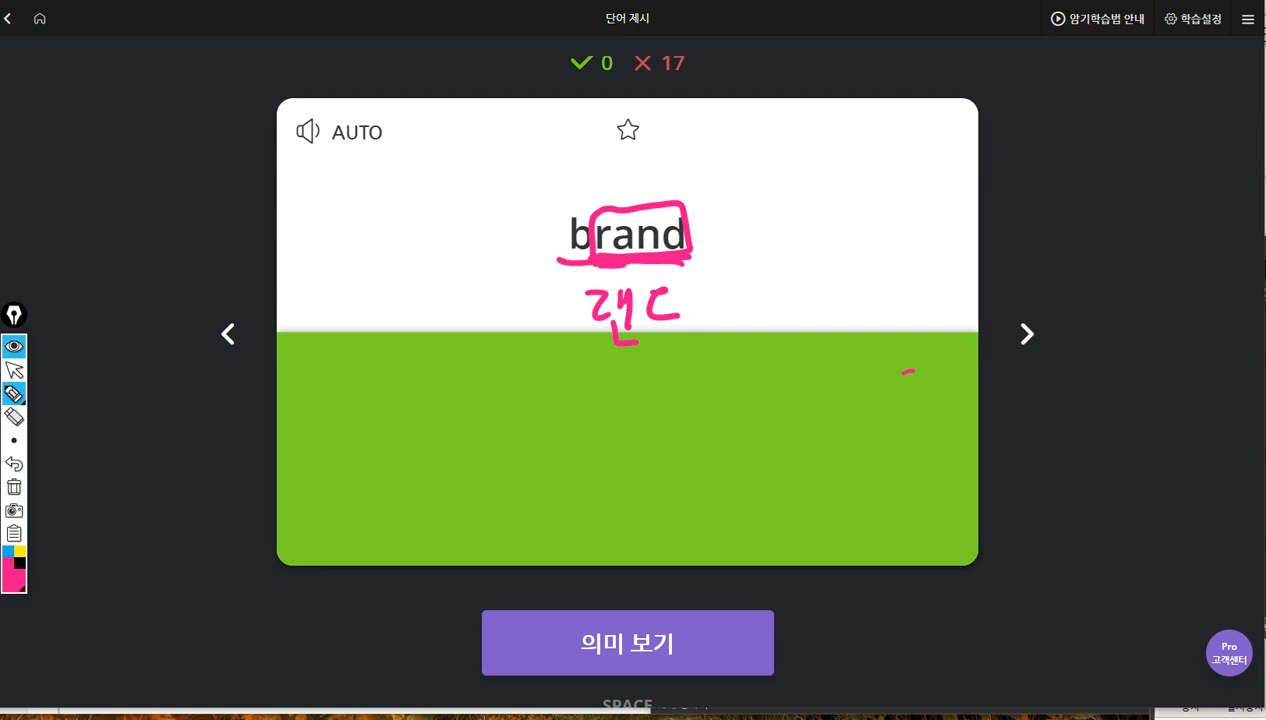 단어 제시
암기학습법 안내
학습설정
0 17
AUTO
brand
랜ㄷ
의미 보기
Pro
고객센터
SPACE